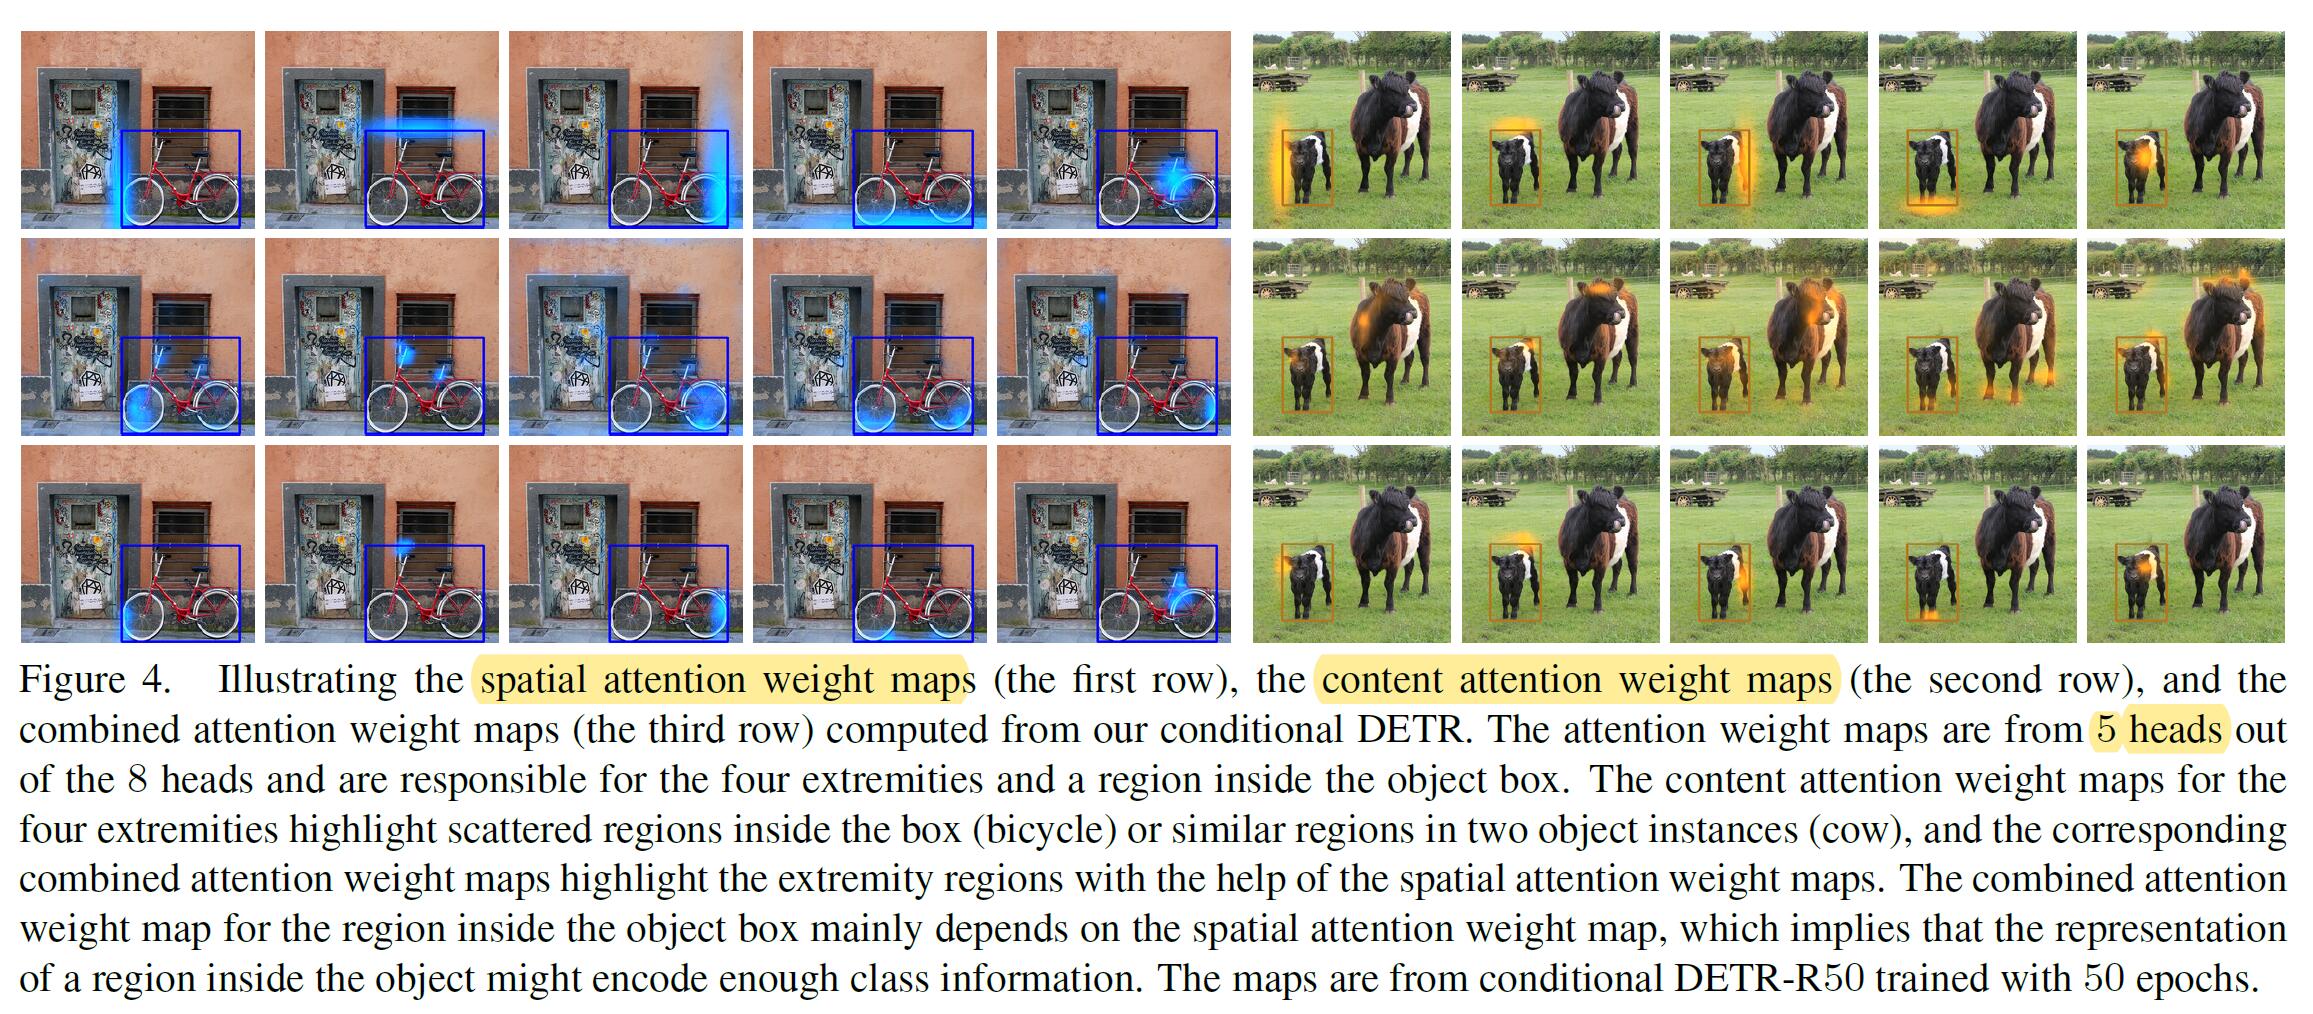 Figure 4. Illustrating the spatial attention weight maps (the first row), the content attention weight maps (the second row), and the
combined attention weight maps (the third row) computed from our conditional DETR. The attention weight maps are from 5 heads out
of the 8 heads and are responsible for the four extremities and a region inside the object box. The content attention weight maps for the
four extremities highlight scattered regions inside the box (bicycle) or similar regions in two object instances (cow), and the corresponding
combined attention weight maps highlight the extremity regions with the help of the spatial attention weight maps. The combined attention
weight map for the region inside the object box mainly depends on the spatial attention weight map, which implies that the representation
of a region inside the object might encode enough class information. The maps are from conditional DETR-R50 trained with 50 epochs.